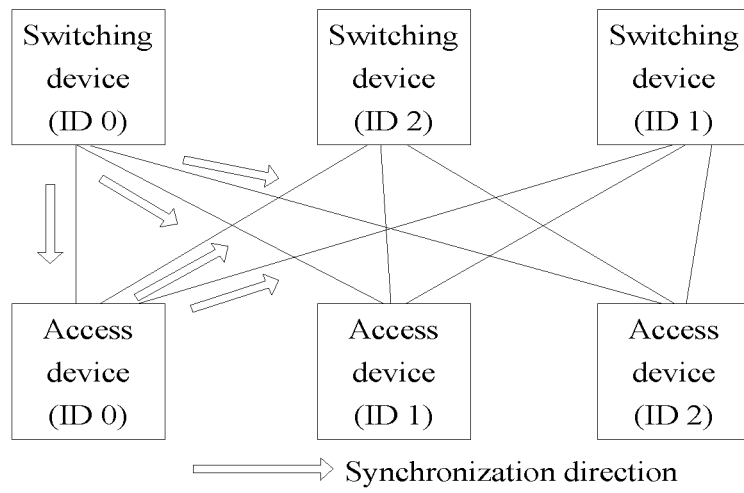 Switching
device
(ID 0)
Switching
device
(ID 2)
Switching
device
(ID 1)
Access
device
(ID 0)
Access
device
(ID 1)
Access
device
(ID 2)
Synchronization direction